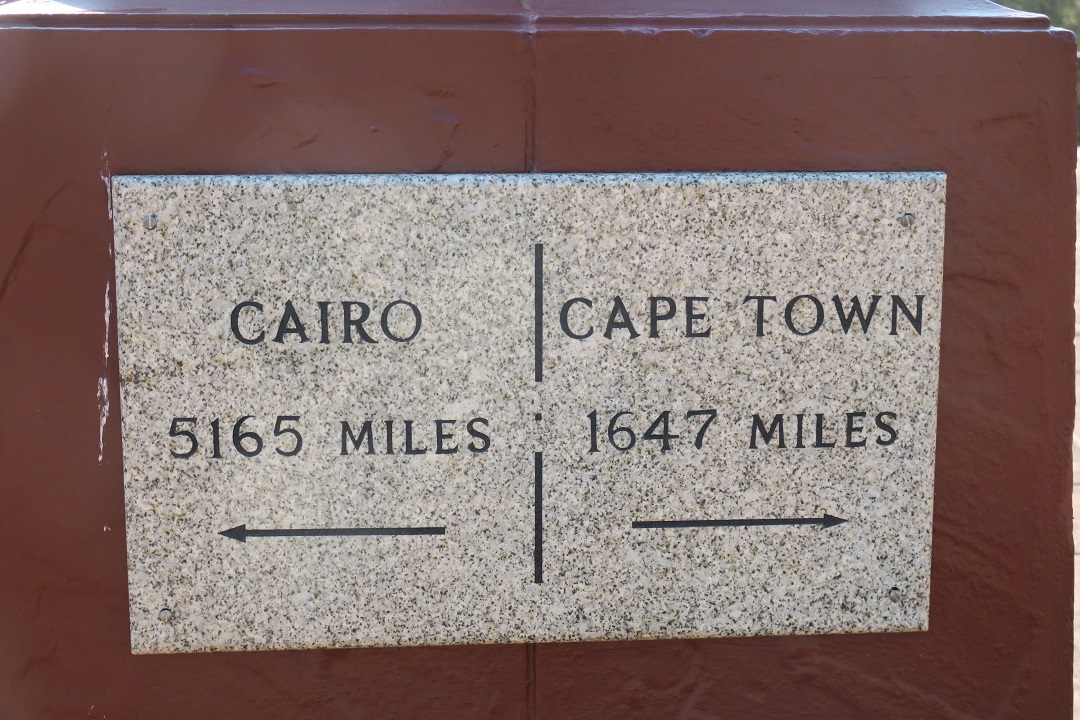 CAIRO
5165 MILES
CAPE TOWN
1647 MILES